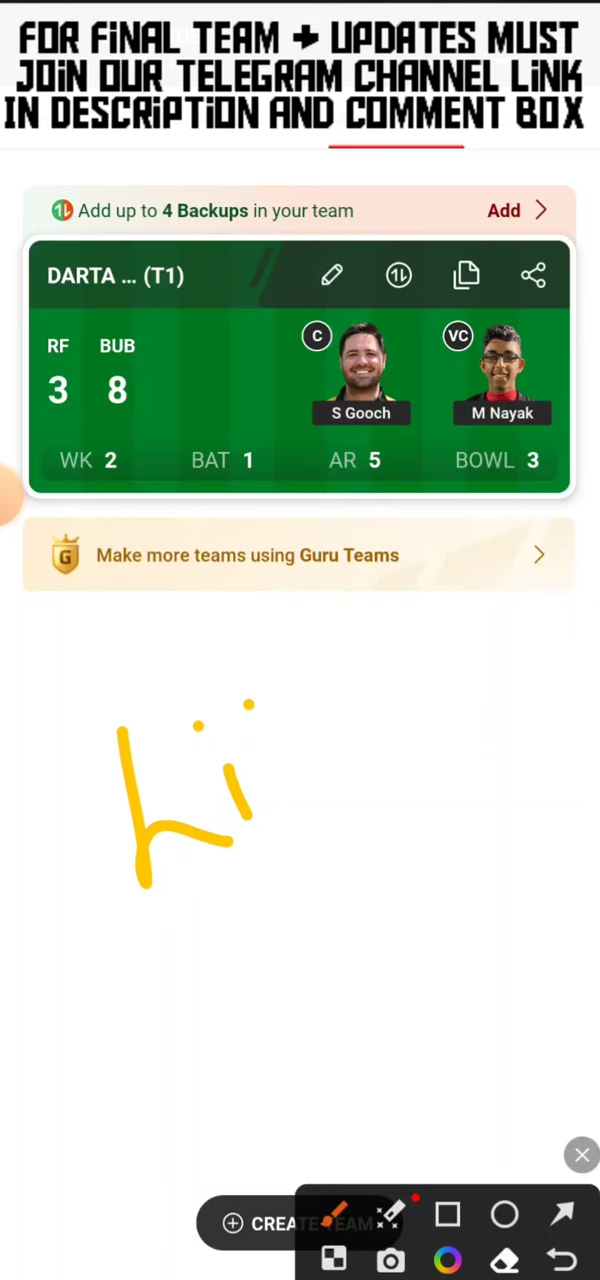 FOR FINAL TEAM + UPDATES MUST
JOIN OUR TELEGRAM CHANNEL LINK
IN DESCRIPTION AND COMMENT BOX
Add up to 4 Backups in your team Add
DARTA ... (T1)
RF BUB C VC
3 8
S Gooch M Nayak
WK 2 BAT 1 AR 5 BOWL 3
G Make more teams using Guru Teams
hi
CREATE TEAM